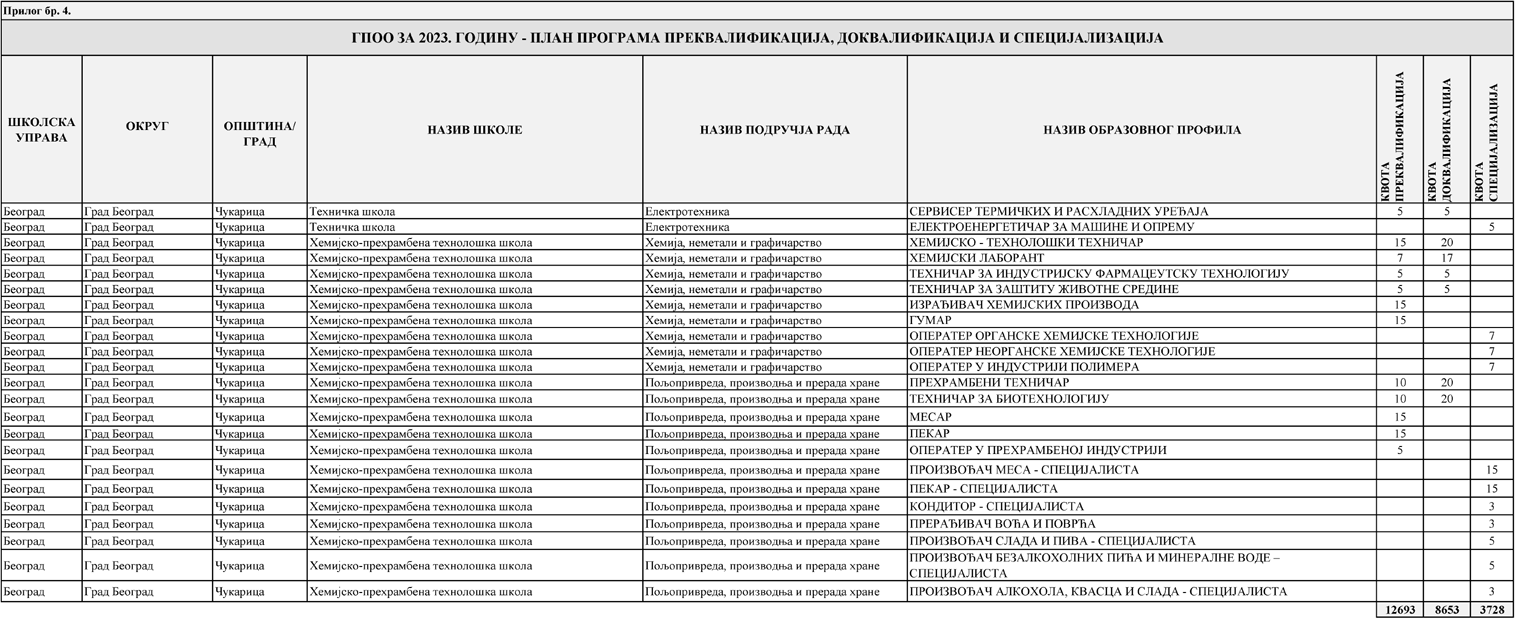 Прилог бр. 4.
ГПОО ЗА 2023. ГОДИНУ - ПЛАН ПРОГРАМА ПРЕКВАЛИФИКАЦИЈА, ДОКВАЛИФИКАЦИЈА И СПЕЦИЈАЛИЗАЦИЈА
ШКОЛСКА УПРАВА ОКРУГ ОПШТИНА/ ГРАД НАЗИВ ШКОЛЕ НАЗИВ ПОДРУЧЈА РАДА НАЗИВ ОБРАЗОВНОГ ПРОФИЛА КВОТА ПРЕКВАЛИФИКАЦИЈА КВОТА ДОКВАЛИФИКАЦИЈА КВОТА СПЕЦИЈАЛИЗАЦИЈА
Београд Град Београд Чукарица Техничка школа Електротехника СЕРВИСЕР ТЕРМИЧКИХ И РАСХЛАДНИХ УРЕЂАЈА 5 5
Београд Град Београд Чукарица Техничка школа Електротехника ЕЛЕКТРОЕНЕРГЕТИЧАР ЗА МАШИНЕ И ОПРЕМУ 5
Београд Град Београд Чукарица Хемијско-прехрамбена технолошка школа Хемија, неметали и графичарство ХЕМИЈСКО - ТЕХНОЛОШКИ ТЕХНИЧАР 15 20
Београд Град Београд Чукарица Хемијско-прехрамбена технолошка школа Хемија, неметали и графичарство ХЕМИЈСКИ ЛАБОРАНТ 7 17
Београд Град Београд Чукарица Хемијско-прехрамбена технолошка школа Хемија, неметали и графичарство ТЕХНИЧАР ЗА ИНДУСТРИЈСКУ ФАРМАЦЕУТСКУ ТЕХНОЛОГИЈУ 5 5
Београд Град Београд Чукарица Хемијско-прехрамбена технолошка школа Хемија, неметали и графичарство ТЕХНИЧАР ЗА ЗАШТИТУ ЖИВОТНЕ СРЕДИНЕ 5 5
Београд Град Београд Чукарица Хемијско-прехрамбена технолошка школа Хемија, неметали и графичарство ИЗРАЂИВАЧ ХЕМИЈСКИХ ПРОИЗВОДА 15
Београд Град Београд Чукарица Хемијско-прехрамбена технолошка школа Хемија, неметали и графичарство ГУМАР 15
Београд Град Београд Чукарица Хемијско-прехрамбена технолошка школа Хемија, неметали и графичарство ОПЕРАТЕР ОРГАНСКЕ ХЕМИЈСКЕ ТЕХНОЛОГИЈЕ 7
Београд Град Београд Чукарица Хемијско-прехрамбена технолошка школа Хемија, неметали и графичарство ОПЕРАТЕР НЕОРГАНСКЕ ХЕМИЈСКЕ ТЕХНОЛОГИЈЕ 7
Београд Град Београд Чукарица Хемијско-прехрамбена технолошка школа Хемија, неметали и графичарство ОПЕРАТЕР У ИНДУСТРИЈИ ПОЛИМЕРА 7
Београд Град Београд Чукарица Хемијско-прехрамбена технолошка школа Пољопривреда, производња и прерада хране ПРЕХРАМБЕНИ ТЕХНИЧАР 10 20
Београд Град Београд Чукарица Хемијско-прехрамбена технолошка школа Пољопривреда, производња и прерада хране ТЕХНИЧАР ЗА БИОТЕХНОЛОГИЈУ 10 20
Београд Град Београд Чукарица Хемијско-прехрамбена технолошка школа Пољопривреда, производња и прерада хране МЕСАР 15
Београд Град Београд Чукарица Хемијско-прехрамбена технолошка школа Пољопривреда, производња и прерада хране ПЕКАР 15
Београд Град Београд Чукарица Хемијско-прехрамбена технолошка школа Пољопривреда, производња и прерада хране ОПЕРАТЕР У ПРЕХРАМБЕНОЈ ИНДУСТРИЈИ 5
Београд Град Београд Чукарица Хемијско-прехрамбена технолошка школа Пољопривреда, производња и прерада хране ПРОИЗВОЂАЧ МЕСА - СПЕЦИЈАЛИСТА 15
Београд Град Београд Чукарица Хемијско-прехрамбена технолошка школа Пољопривреда, производња и прерада хране ПЕКАР - СПЕЦИЈАЛИСТА 15
Београд Град Београд Чукарица Хемијско-прехрамбена технолошка школа Пољопривреда, производња и прерада хране КОНДИТОР - СПЕЦИЈАЛИСТА 3
Београд Град Београд Чукарица Хемијско-прехрамбена технолошка школа Пољопривреда, производња и прерада хране ПРЕРАЂИВАЧ ВОЋА И ПОВРЋА 3
Београд Град Београд Чукарица Хемијско-прехрамбена технолошка школа Пољопривреда, производња и прерада хране ПРОИЗВОЂАЧ СЛАДА И ПИВА - СПЕЦИЈАЛИСТА 5
Београд Град Београд Чукарица Хемијско-прехрамбена технолошка школа Пољопривреда, производња и прерада хране ПРОИЗВОЂАЧ БЕЗАЛКОХОЛНИХ ПИЋА И МИНЕРАЛНЕ ВОДЕ – СПЕЦИЈАЛИСТА 5
Београд Град Београд Чукарица Хемијско-прехрамбена технолошка школа Пољопривреда, производња и прерада хране ПРОИЗВОЂАЧ АЛКОХОЛА, КВАСЦА И СЛАДА - СПЕЦИЈАЛИСТА 3
12693 8653 3728